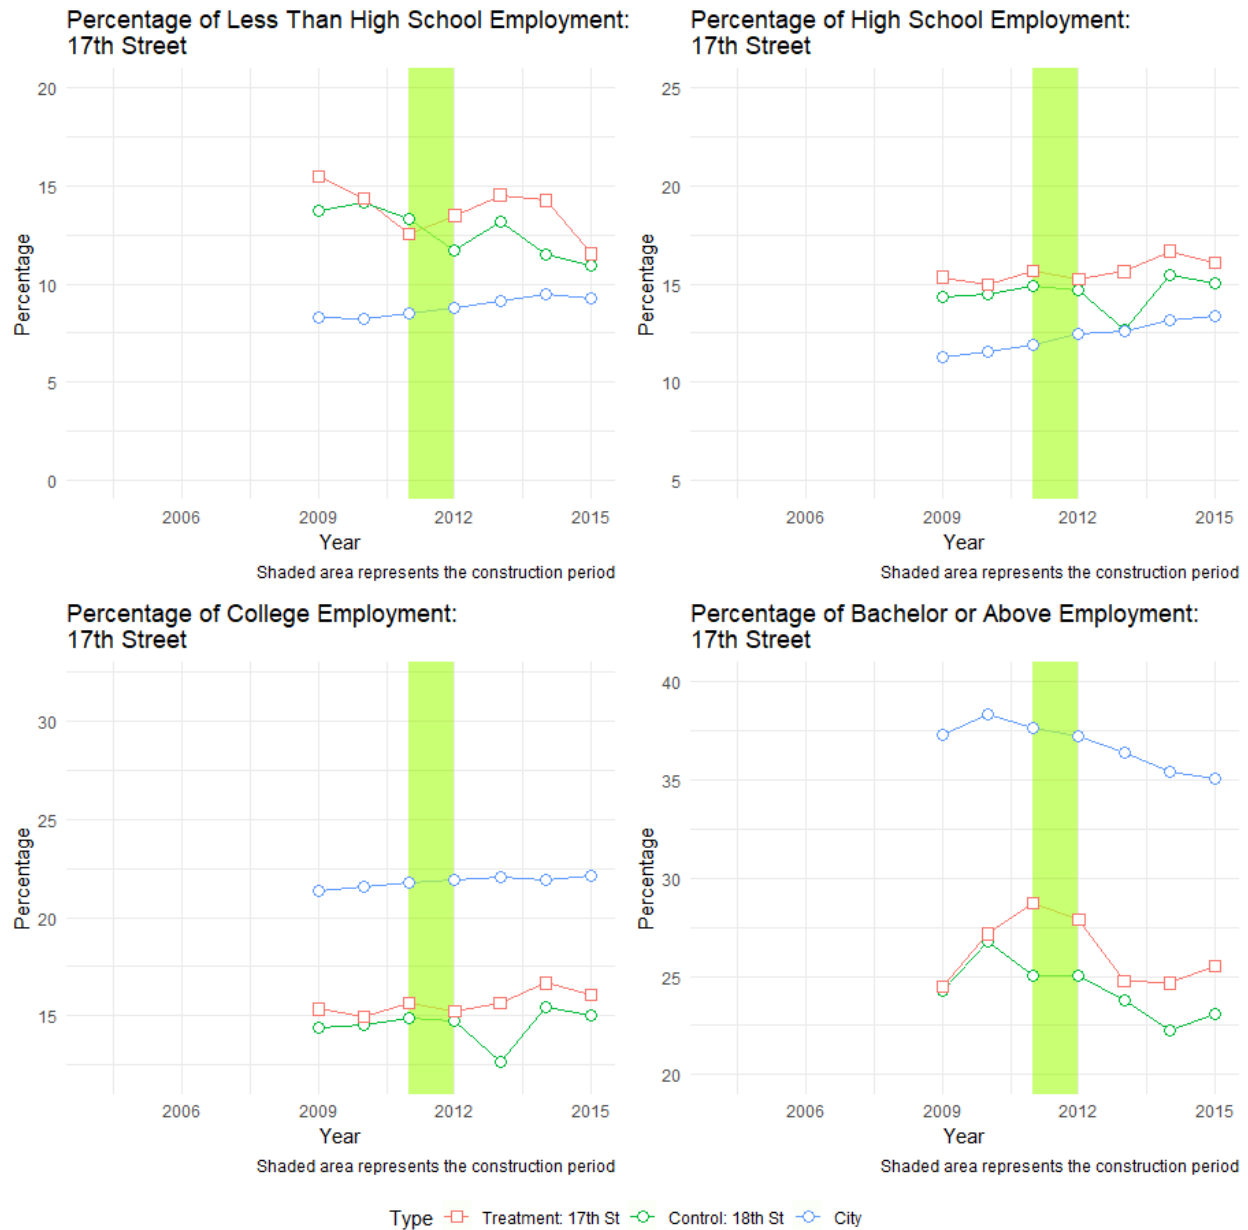 Percentage of Less Than High School Employment:
17th Street
20
15
10
5
0
Percentage
2006 2009 2012 2015
Year
Shaded area represents the construction period
Percentage of High School Employment:
17th Street
25
20
15
10
5
Percentage
2006 2009 2012 2015
Year
Shaded area represents the construction period
Percentage of College Employment:
17th Street
30
25
20
15
Percentage
2006 2009 2012 2015
Year
Shaded area represents the construction period
Percentage of Bachelor or Above Employment:
17th Street
40
35
30
25
20
Percentage
2006 2009 2012 2015
Year
Shaded area represents the construction period
Type Treatment: 17th St Control: 18th St City